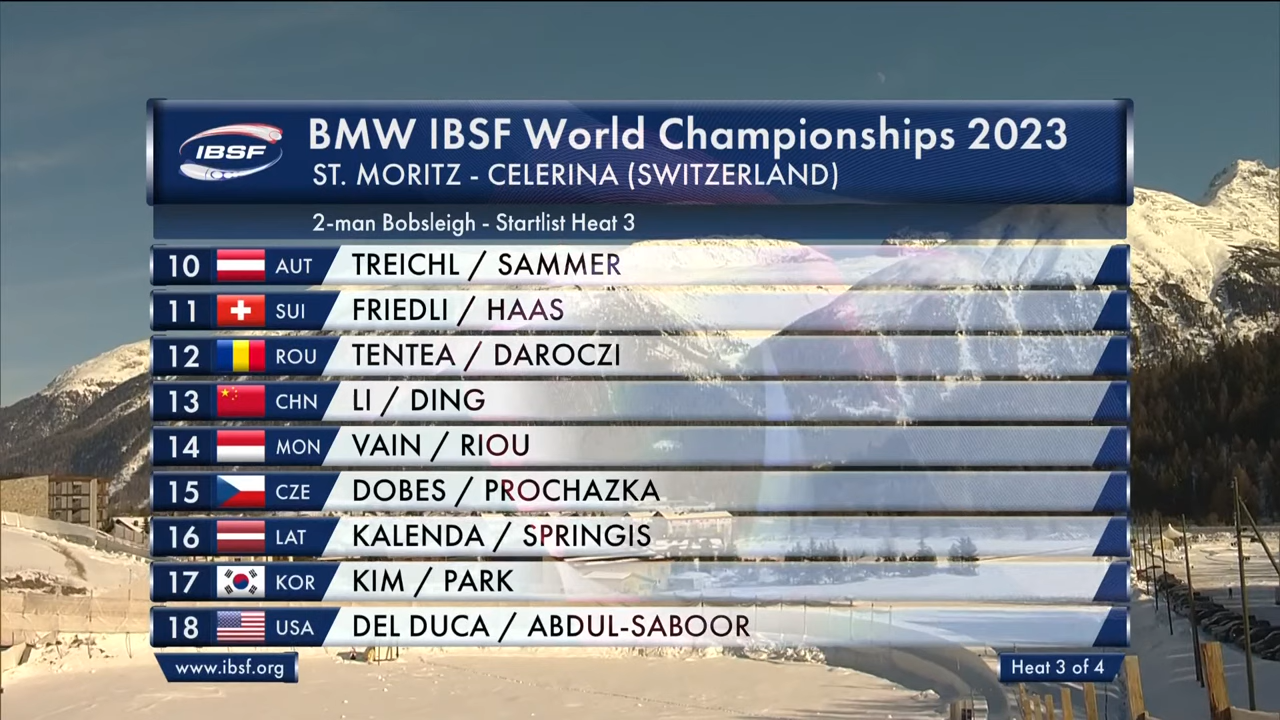 IBSF
BMW IBSF World Championships 2023
ST. MORITZ - CELERINA (SWITZERLAND)
2-man Bobsleigh - Startlist Heat 3
10 AUT TREICHL / SAMMER
11 SUI FRIEDLI / HAAS
12 ROU TENTEA / DAROCZI
13 CHN LI / DING
14 MON VAIN / RIOU
15 CZE DOBES / PROCHAZKA
16 LAT KALENDA / SPRINGIS
17 KOR KIM / PARK
18 USA DEL DUCA / ABDUL-SABOOR
www.ibsf.org Heat 3 of 4